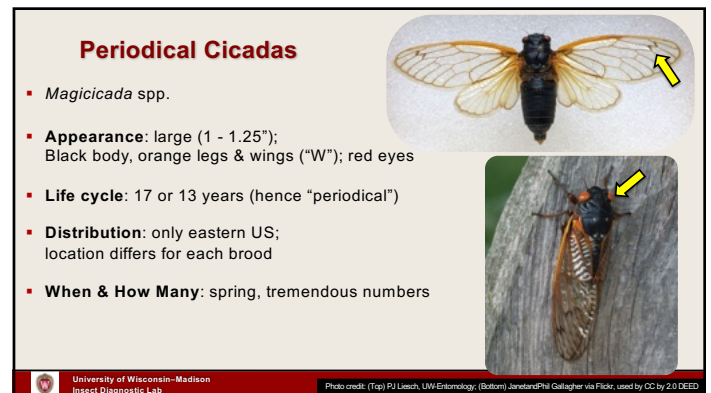 Periodical Cicadas
▪ Magicicada spp.
▪ Appearance: large (1 - 1.25”);
Black body, orange legs & wings (“W”); red eyes
▪ Life cycle: 17 or 13 years (hence “periodical”)
▪ Distribution: only eastern US;
location differs for each brood
▪ When & How Many: spring, tremendous numbers
University of Wisconsin–Madison
Insect Diagnostic Lab
Photo credit: (Top) PJ Liesch, UW-Entomology; (Bottom) JanetandPhil Gallagher via Flickr, used by CC by 2.0 DEED